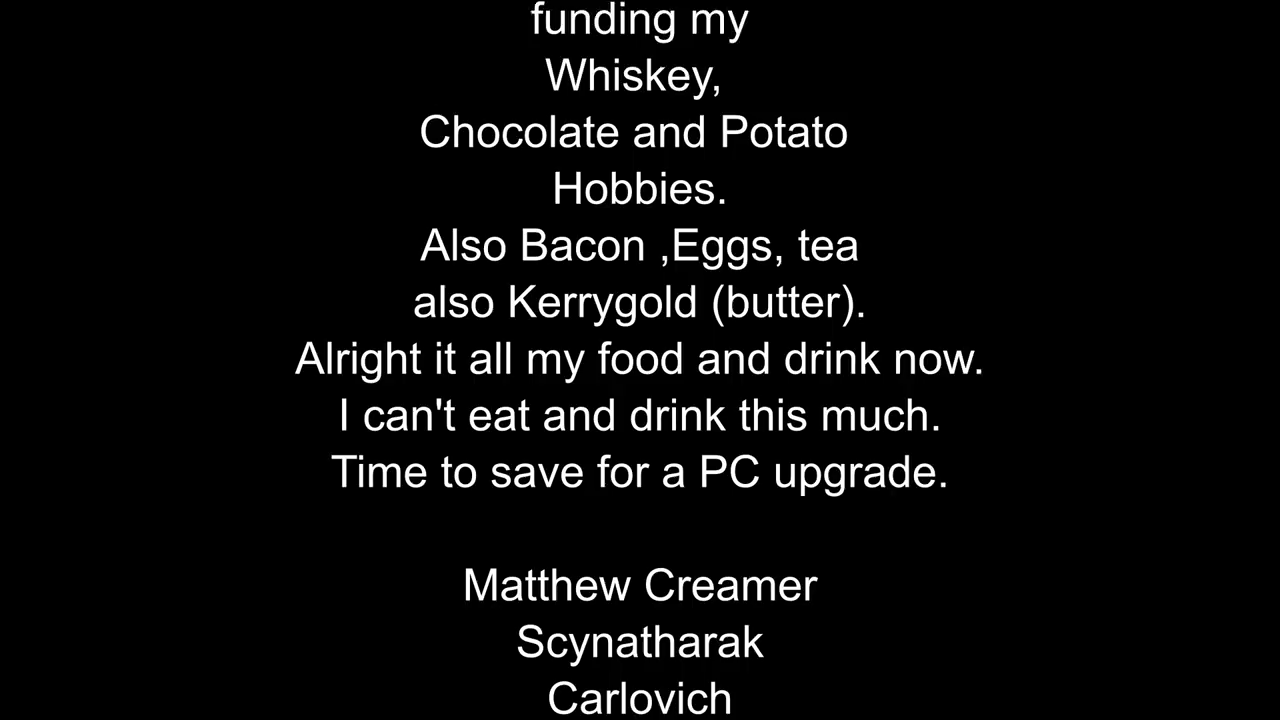 funding my
Whiskey,
Chocolate and Potato
Hobbies.
Also Bacon ,Eggs, tea
also Kerrygold (butter).
Alright it all my food and drink now.
I can't eat and drink this much.
Time to save for a PC upgrade.
Matthew Creamer
Scynatharak
Carlovich